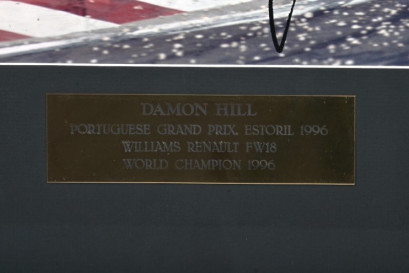 DAMON HILL
PORTUGUESE GRAND PRIX, ESTORIL 1996
WILLIAMS RENAULT FW18
WORLD CHAMPION 1996